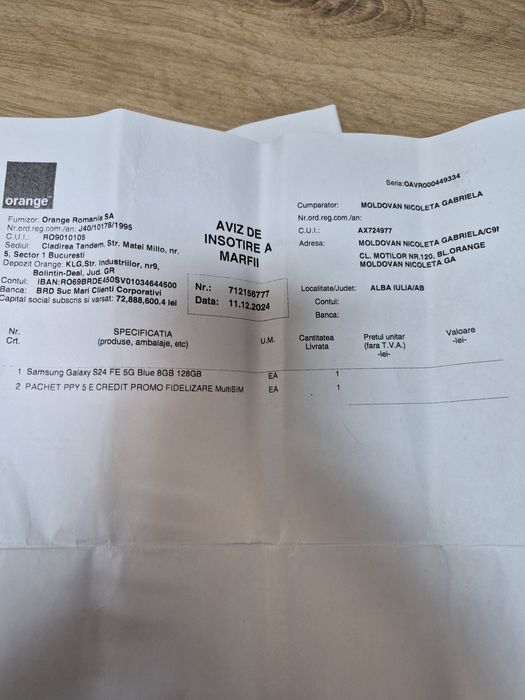 orange
Furnizor: Orange Romania SA
Nr.ord.reg.com./an: J40/10178/1995
C.U.I.: RO9010105
Sediul: Cladirea Tandem, Str. Matei Millo, nr.
5, Sector 1 Bucuresti
Depozit Orange: KLG,Str. Industriilor, nr9,
Bolintin-Deal, Jud. GR
Contul: IBAN:RO69BRDE450SV01034644500
Banca: BRD Suc Mari Clienti Corporativi
Capital social subscris si varsat: 72,888,600.4 lei
AVIZ DE
INSOTIRE A
MARFII
Nr.: 712156777
Data: 11.12.2024
Seria:OAVR000449334
Cumparator: MOLDOVAN NICOLETA GABRIELA
Nr.ord.reg.com./an:
C.U.I.: AX724977
Adresa: MOLDOVAN NICOLETA GABRIELA/C9f
CL. MOTILOR NR.120, BL.ORANGE
MOLDOVAN NICOLETA GA
Localitate/Judet: ALBA IULIA/AB
Contul:
Banca:
Nr. Crt. SPECIFICATIA (produse, ambalaje, etc) U.M. Cantitatea Livrata Pretul unitar (fara T.V.A.) -lei- Valoare -lei-
1 Samsung Galaxy S24 FE 5G Blue 8GB 128GB EA 1
2 PACHET PPY 5 E CREDIT PROMO FIDELIZARE MultiSIM EA 1